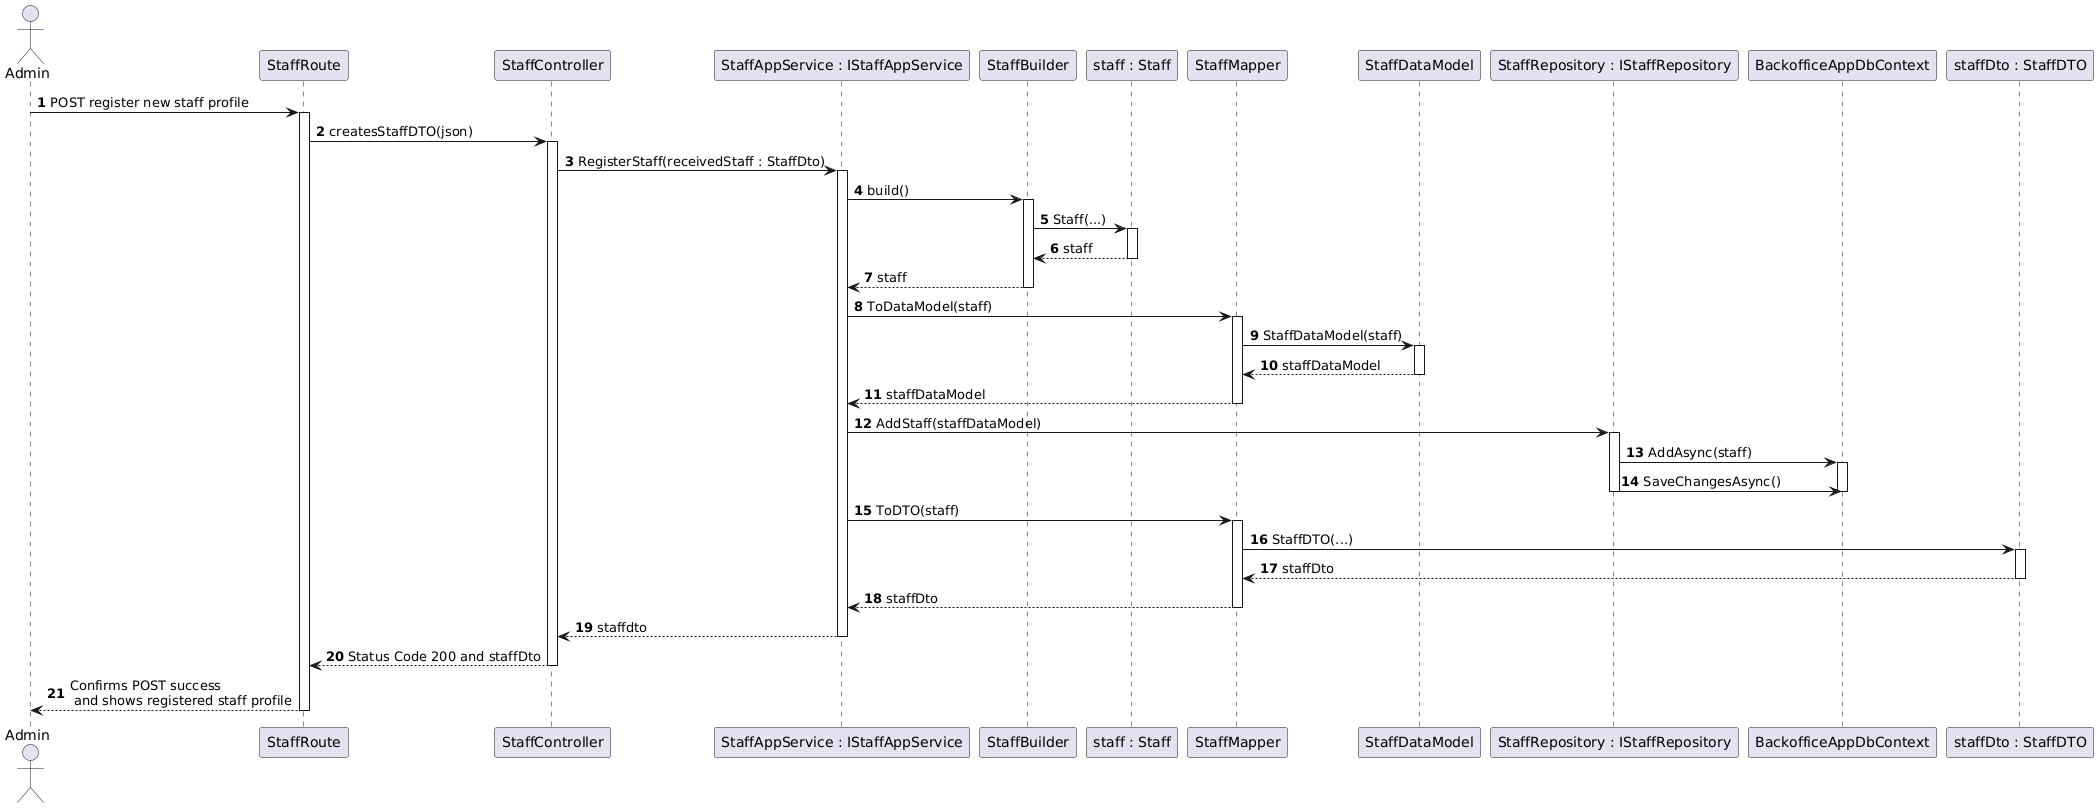 Admin
StaffRoute
StaffController
StaffAppService : IStaffAppService
StaffBuilder
staff : Staff
StaffMapper
StaffDataModel
StaffRepository : IStaffRepository
BackofficeAppDbContext
staffDto : StaffDTO
1 POST register new staff profile
2 createsStaffDTO(json)
3 RegisterStaff(receivedStaff : StaffDto)
4 build()
5 Staff(...)
6 staff
7 staff
8 ToDataModel(staff)
9 StaffDataModel(staff)
10 staffDataModel
11 staffDataModel
12 AddStaff(staffDataModel)
13 AddAsync(staff)
14 SaveChangesAsync()
15 ToDTO(staff)
16 StaffDTO(...)
17 staffDto
18 staffDto
19 staffdto
20 Status Code 200 and staffDto
21 Confirms POST success
and shows registered staff profile
Admin
StaffRoute
StaffController
StaffAppService : IStaffAppService
StaffBuilder
staff : Staff
StaffMapper
StaffDataModel
StaffRepository : IStaffRepository
BackofficeAppDbContext
staffDto : StaffDTO